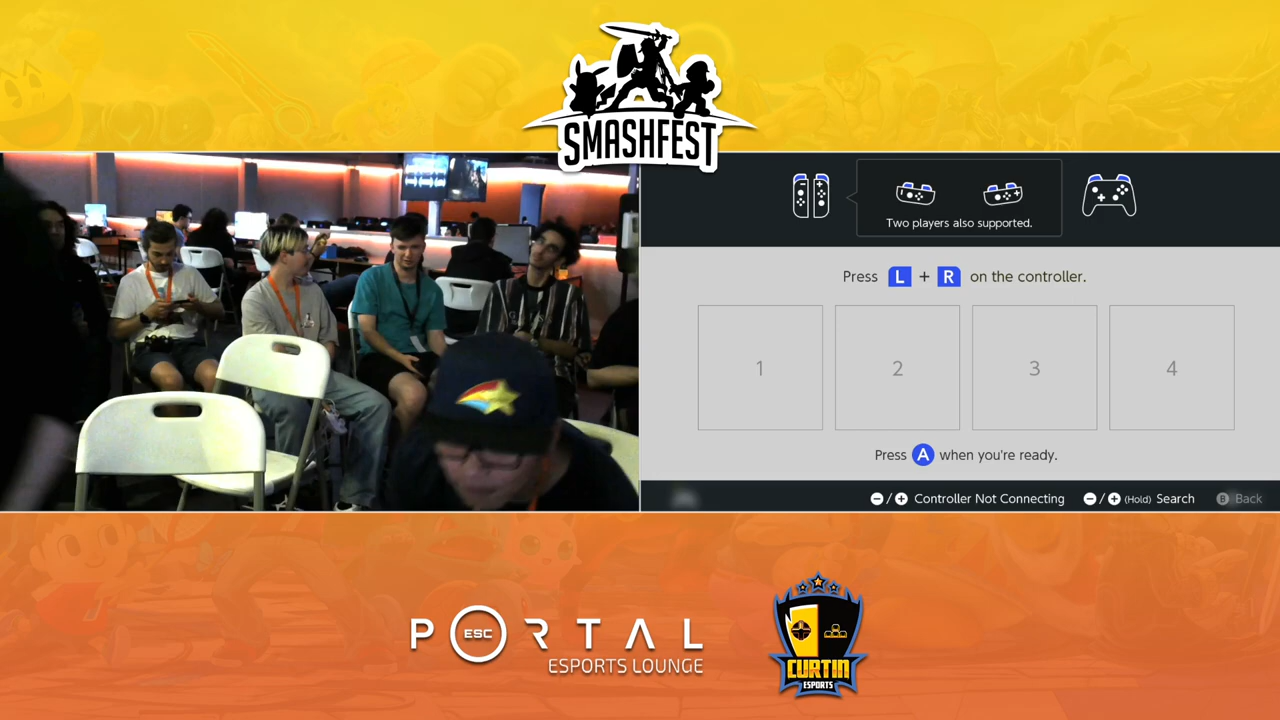 SMASHFEST
Two players also supported.
Press L + R on the controller.
1 2 3 4
Press A when you're ready.
−/+ Controller Not Connecting −/+ (Hold) Search B Back
PORTAL
ESC
ESPORTS LOUNGE
CURTIN
ESPORTS